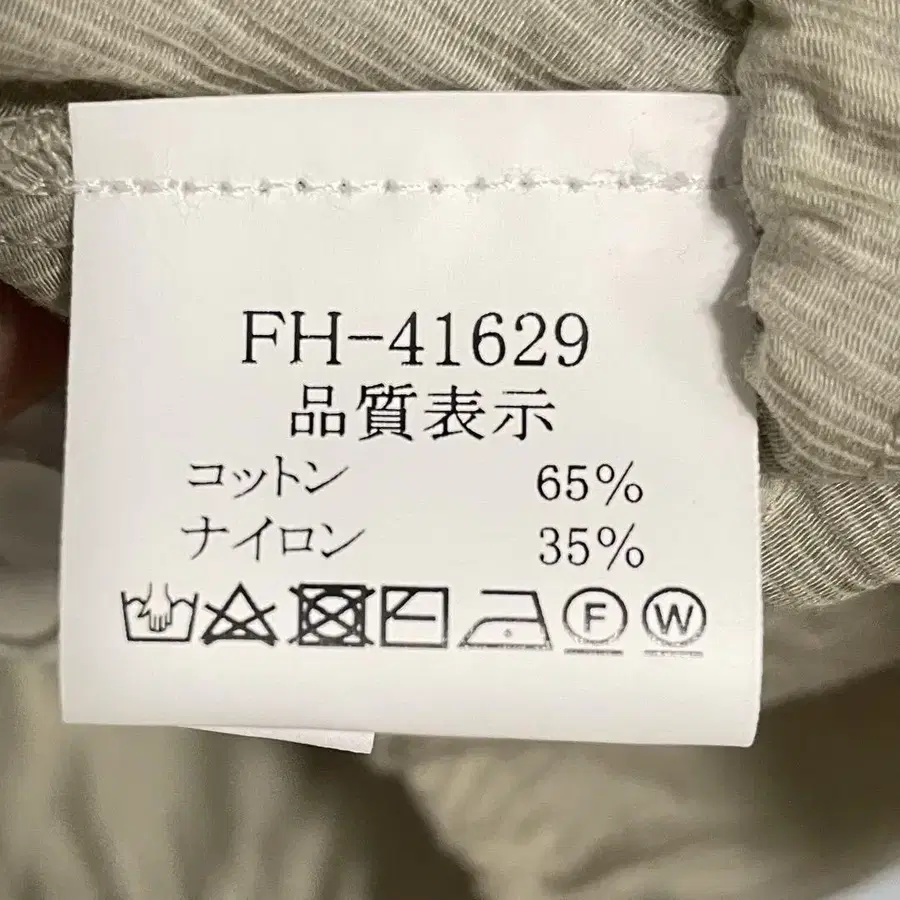 FH-41629
品質表示
コットン 65%
ナイロン 35%
F W